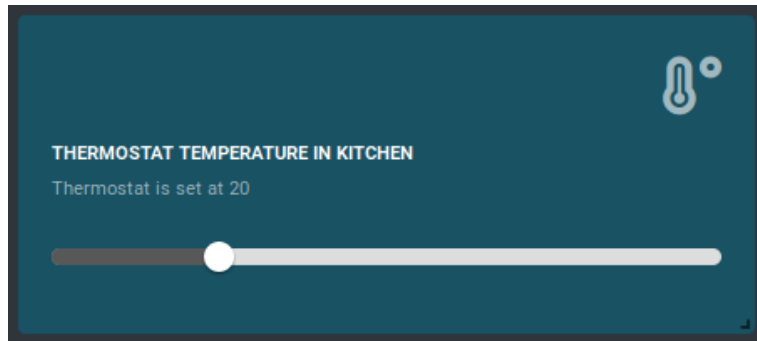 THERMOSTAT TEMPERATURE IN KITCHEN
Thermostat is set at 20